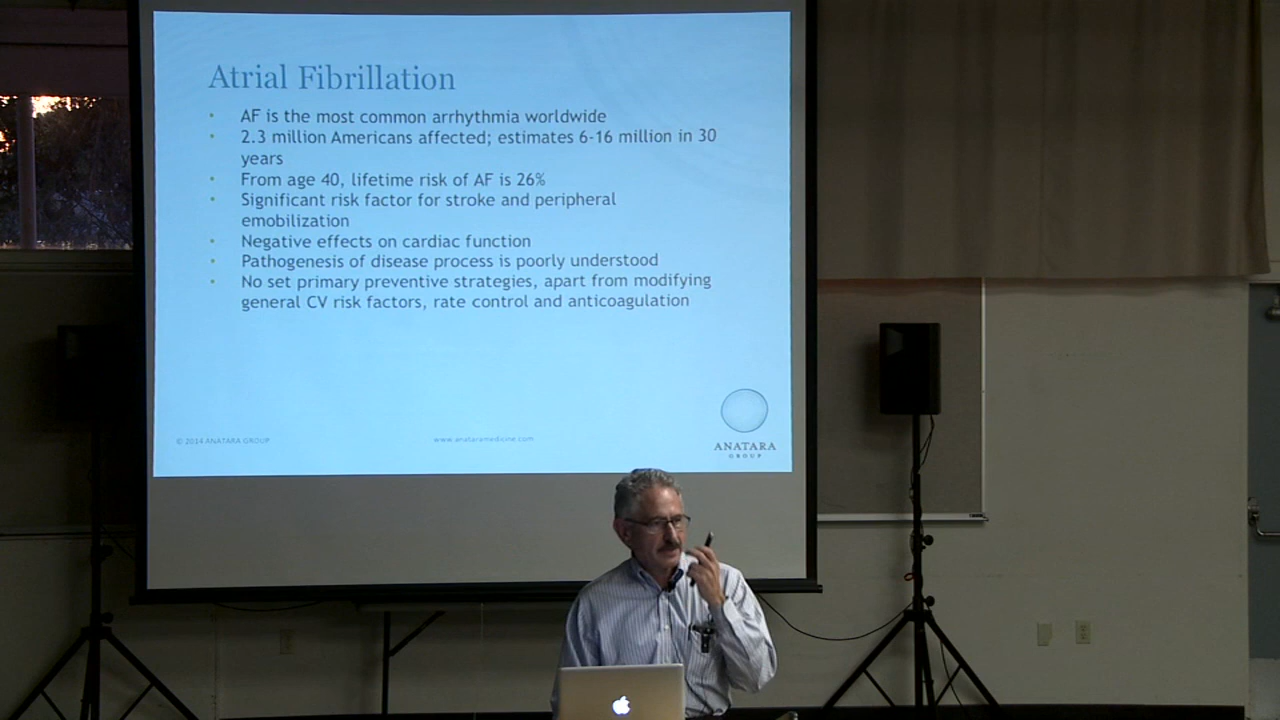 Atrial Fibrillation
• AF is the most common arrhythmia worldwide
• 2.3 million Americans affected; estimates 6-16 million in 30
years
• From age 40, lifetime risk of AF is 26%
• Significant risk factor for stroke and peripheral
emobilization
• Negative effects on cardiac function
• Pathogenesis of disease process is poorly understood
• No set primary preventive strategies, apart from modifying
general CV risk factors, rate control and anticoagulation
© 2014 ANATARA GROUP
www.anataramedicine.com
ANATARA
GROUP